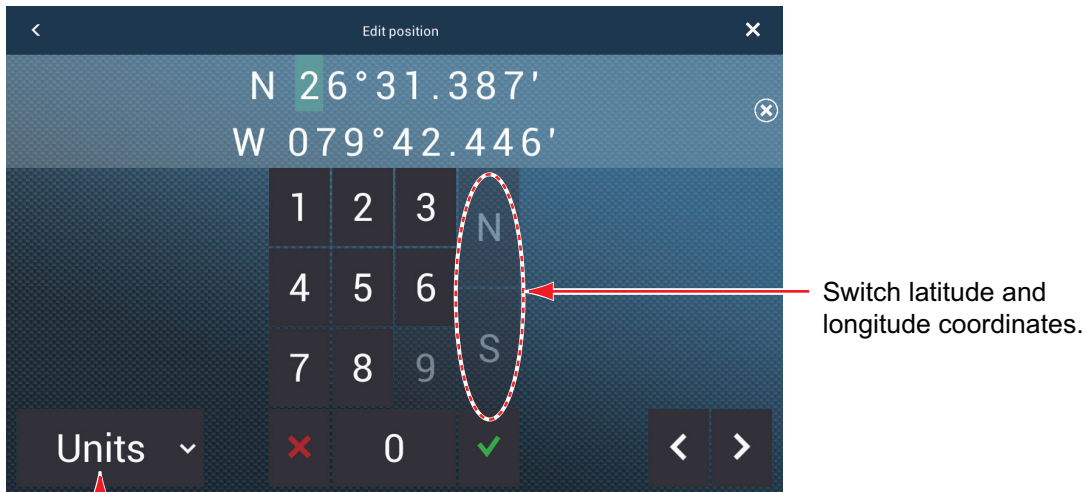 Edit position
N 26°31.387'
W 079°42.446'
1 2 3 N
4 5 6
7 8 9 S
Units 0
Switch latitude and
longitude coordinates.